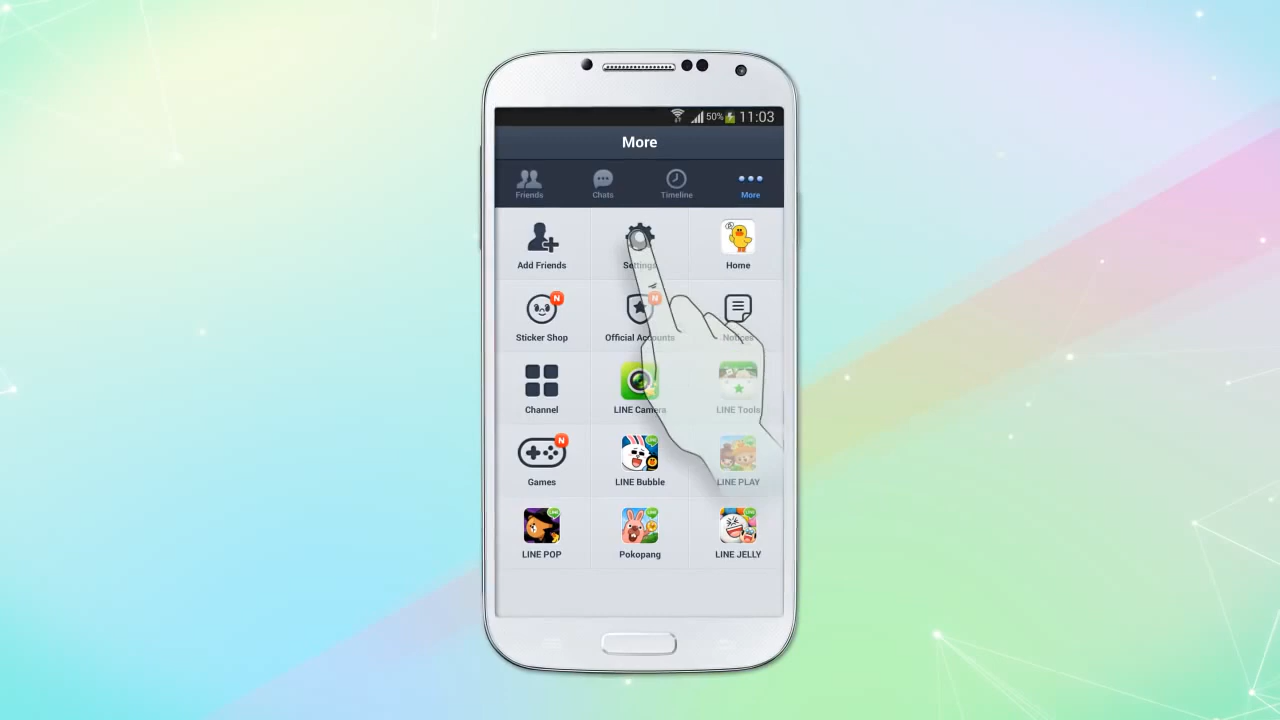 50% 11:03
More
Friends Chats Timeline More
Add Friends Settings Home
N N
Sticker Shop Official Accounts Notices
Channel LINE Camera LINE Tools
N
Games LINE Bubble LINE PLAY
LINE POP Pokopang LINE JELLY